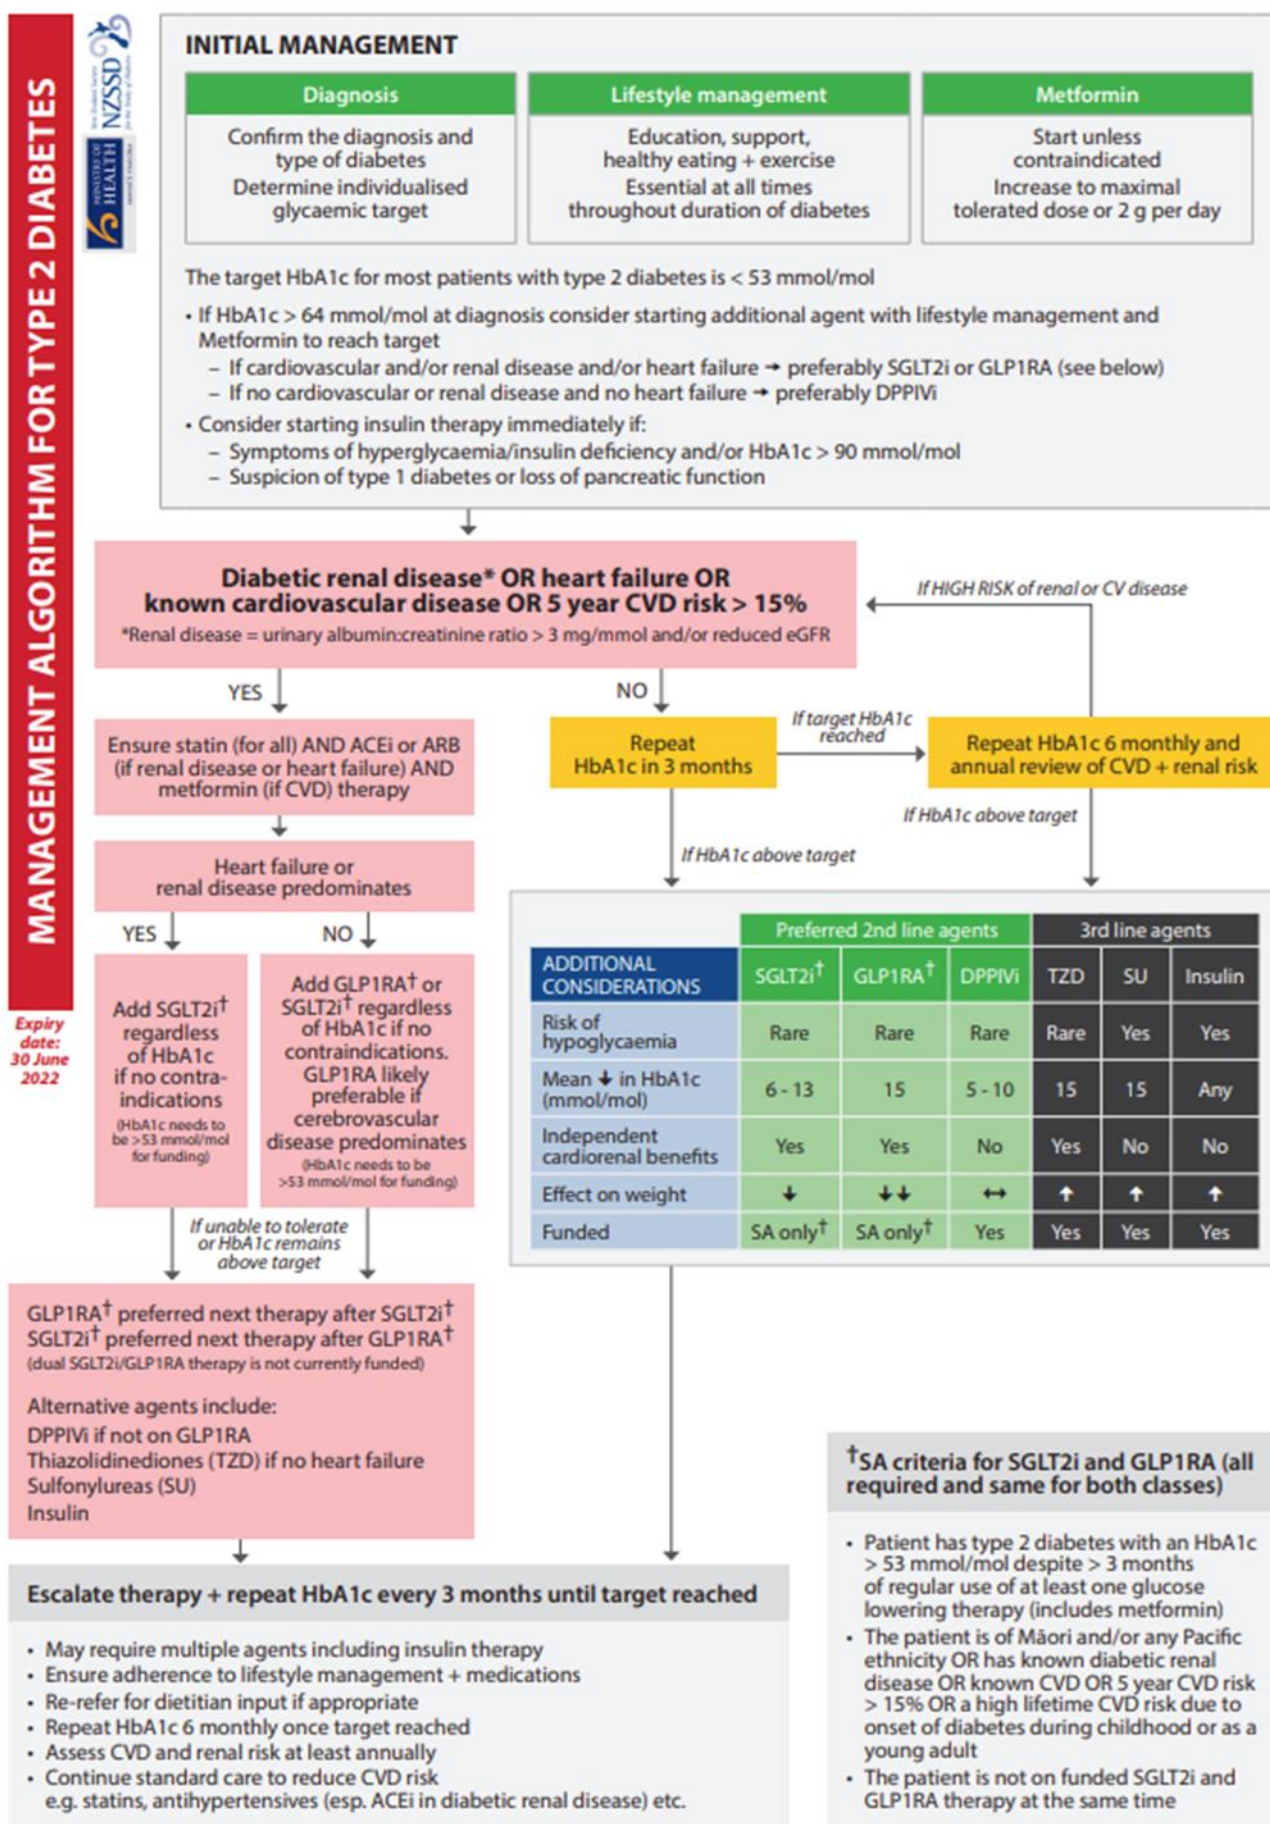 MANAGEMENT ALGORITHM FOR TYPE 2 DIABETES
New Zealand Society
NZSSD
for the Study of Diabetes
MINISTRY OF
HEALTH
MANATŪ HAUORA
Expiry
date:
30 June
2022
INITIAL MANAGEMENT
Diagnosis
Confirm the diagnosis and
type of diabetes
Determine individualised
glycaemic target
Lifestyle management
Education, support,
healthy eating + exercise
Essential at all times
throughout duration of diabetes
Metformin
Start unless
contraindicated
Increase to maximal
tolerated dose or 2 g per day
The target HbA1c for most patients with type 2 diabetes is < 53 mmol/mol
• If HbA1c > 64 mmol/mol at diagnosis consider starting additional agent with lifestyle management and
Metformin to reach target
– If cardiovascular and/or renal disease and/or heart failure → preferably SGLT2i or GLP1RA (see below)
– If no cardiovascular or renal disease and no heart failure → preferably DPPIVi
• Consider starting insulin therapy immediately if:
– Symptoms of hyperglycaemia/insulin deficiency and/or HbA1c > 90 mmol/mol
– Suspicion of type 1 diabetes or loss of pancreatic function
Diabetic renal disease* OR heart failure OR
known cardiovascular disease OR 5 year CVD risk > 15%
*Renal disease = urinary albumin:creatinine ratio > 3 mg/mmol and/or reduced eGFR
If HIGH RISK of renal or CV disease
YES
NO
Ensure statin (for all) AND ACEi or ARB
(if renal disease or heart failure) AND
metformin (if CVD) therapy
Repeat
HbA1c in 3 months
If target HbA1c
reached
Repeat HbA1c 6 monthly and
annual review of CVD + renal risk
If HbA1c above target
If HbA1c above target
Heart failure or
renal disease predominates
YES
NO
Add SGLT2i†
regardless
of HbA1c
if no contra-
indications
(HbA1c needs to
be >53 mmol/mol
for funding)
Add GLP1RA† or
SGLT2i† regardless
of HbA1c if no
contraindications.
GLP1RA likely
preferable if
cerebrovascular
disease predominates
(HbA1c needs to be
>53 mmol/mol for funding)
Preferred 2nd line agents 3rd line agents
ADDITIONAL
CONSIDERATIONS SGLT2i† GLP1RA† DPPIVi TZD SU Insulin
Risk of
hypoglycaemia Rare Rare Rare Rare Yes Yes
Mean ↓ in HbA1c
(mmol/mol) 6 - 13 15 5 - 10 15 15 Any
Independent
cardiorenal benefits Yes Yes No Yes No No
Effect on weight ↓ ↓↓ ↔ ↑ ↑ ↑
Funded SA only† SA only† Yes Yes Yes Yes
If unable to tolerate
or HbA1c remains
above target
GLP1RA† preferred next therapy after SGLT2i†
SGLT2i† preferred next therapy after GLP1RA†
(dual SGLT2i/GLP1RA therapy is not currently funded)
Alternative agents include:
DPPIVi if not on GLP1RA
Thiazolidinediones (TZD) if no heart failure
Sulfonylureas (SU)
Insulin
Escalate therapy + repeat HbA1c every 3 months until target reached
• May require multiple agents including insulin therapy
• Ensure adherence to lifestyle management + medications
• Re-refer for dietitian input if appropriate
• Repeat HbA1c 6 monthly once target reached
• Assess CVD and renal risk at least annually
• Continue standard care to reduce CVD risk
e.g. statins, antihypertensives (esp. ACEi in diabetic renal disease) etc.
†SA criteria for SGLT2i and GLP1RA (all
required and same for both classes)
• Patient has type 2 diabetes with an HbA1c
> 53 mmol/mol despite > 3 months
of regular use of at least one glucose
lowering therapy (includes metformin)
• The patient is of Māori and/or any Pacific
ethnicity OR has known diabetic renal
disease OR known CVD OR 5 year CVD risk
> 15% OR a high lifetime CVD risk due to
onset of diabetes during childhood or as a
young adult
• The patient is not on funded SGLT2i and
GLP1RA therapy at the same time